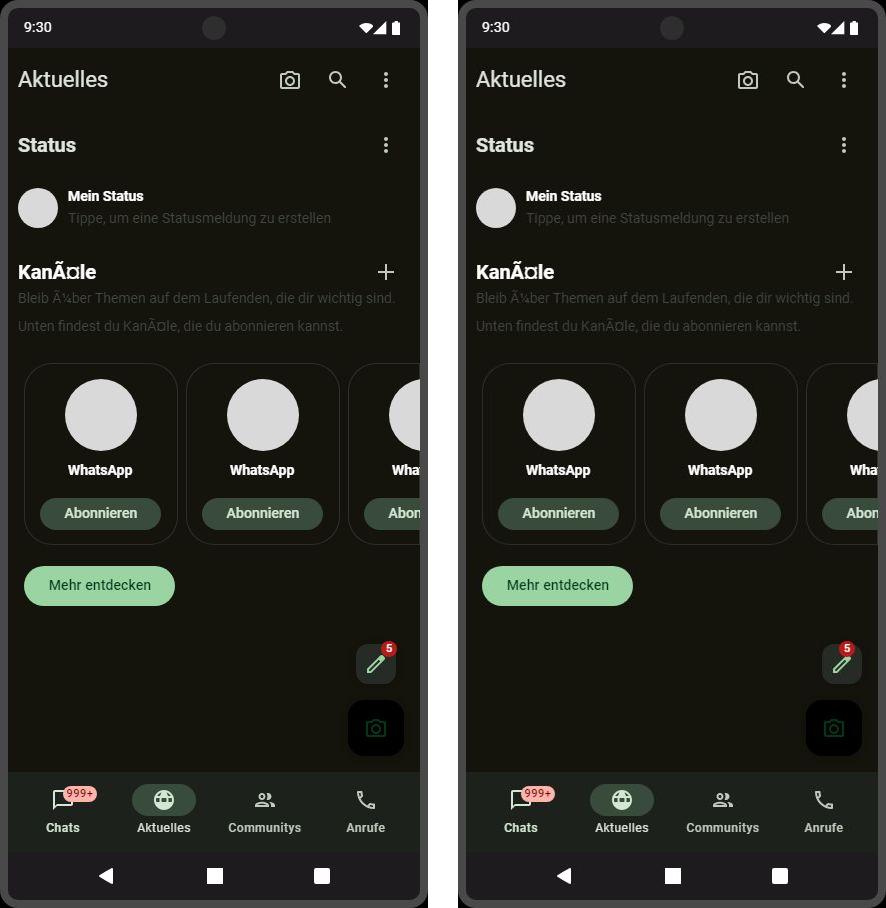 9:30
Aktuelles
Status
Mein Status
Tippe, um eine Statusmeldung zu erstellen
KanÃ¤le
Bleib Ã¼ber Themen auf dem Laufenden, die dir wichtig sind.
Unten findest du KanÃ¤le, die du abonnieren kannst.
WhatsApp WhatsApp Wha
Abonnieren Abonnieren Abon
Mehr entdecken
5
999+
Chats Aktuelles Communitys Anrufe
9:30
Aktuelles
Status
Mein Status
Tippe, um eine Statusmeldung zu erstellen
KanÃ¤le
Bleib Ã¼ber Themen auf dem Laufenden, die dir wichtig sind.
Unten findest du KanÃ¤le, die du abonnieren kannst.
WhatsApp WhatsApp Wha
Abonnieren Abonnieren Abon
Mehr entdecken
5
999+
Chats Aktuelles Communitys Anrufe